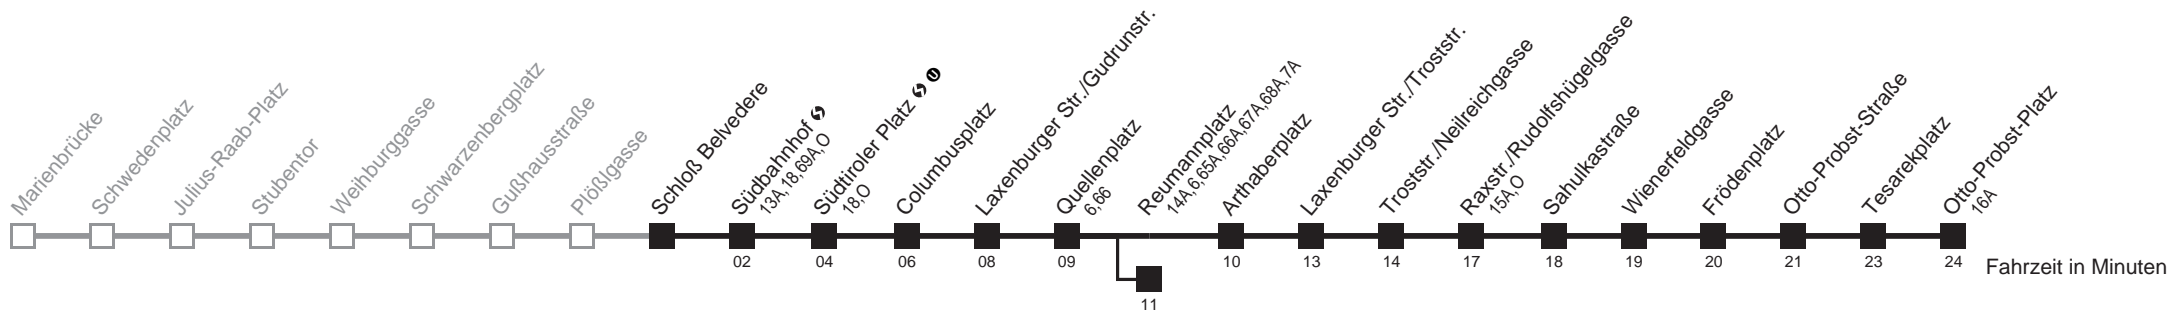 Marienbrücke
Schwedenplatz
Julius-Raab-Platz
Stubentor
Weihburggasse
Schwarzenbergplatz
Gußhausstraße
Plößlgasse
Schloß Belvedere
Südbahnhof S
13A,18,69A,O
02
Südtiroler Platz S U
18,O
04
Columbusplatz
06
Laxenburger Str./Gudrunstr.
08
Quellenplatz
6,66
09
Reumannplatz
14A,6,65A,66A,67A,68A,7A
11
Arthaberplatz
10
Laxenburger Str./Troststr.
13
Troststr./Neilreichgasse
14
Raxstr./Rudolfshügelgasse
15A,O
17
Sahulkastraße
18
Wienerfeldgasse
19
Frödenplatz
20
Otto-Probst-Straße
21
Tesarekplatz
23
Otto-Probst-Platz
16A
24
Fahrzeit in Minuten